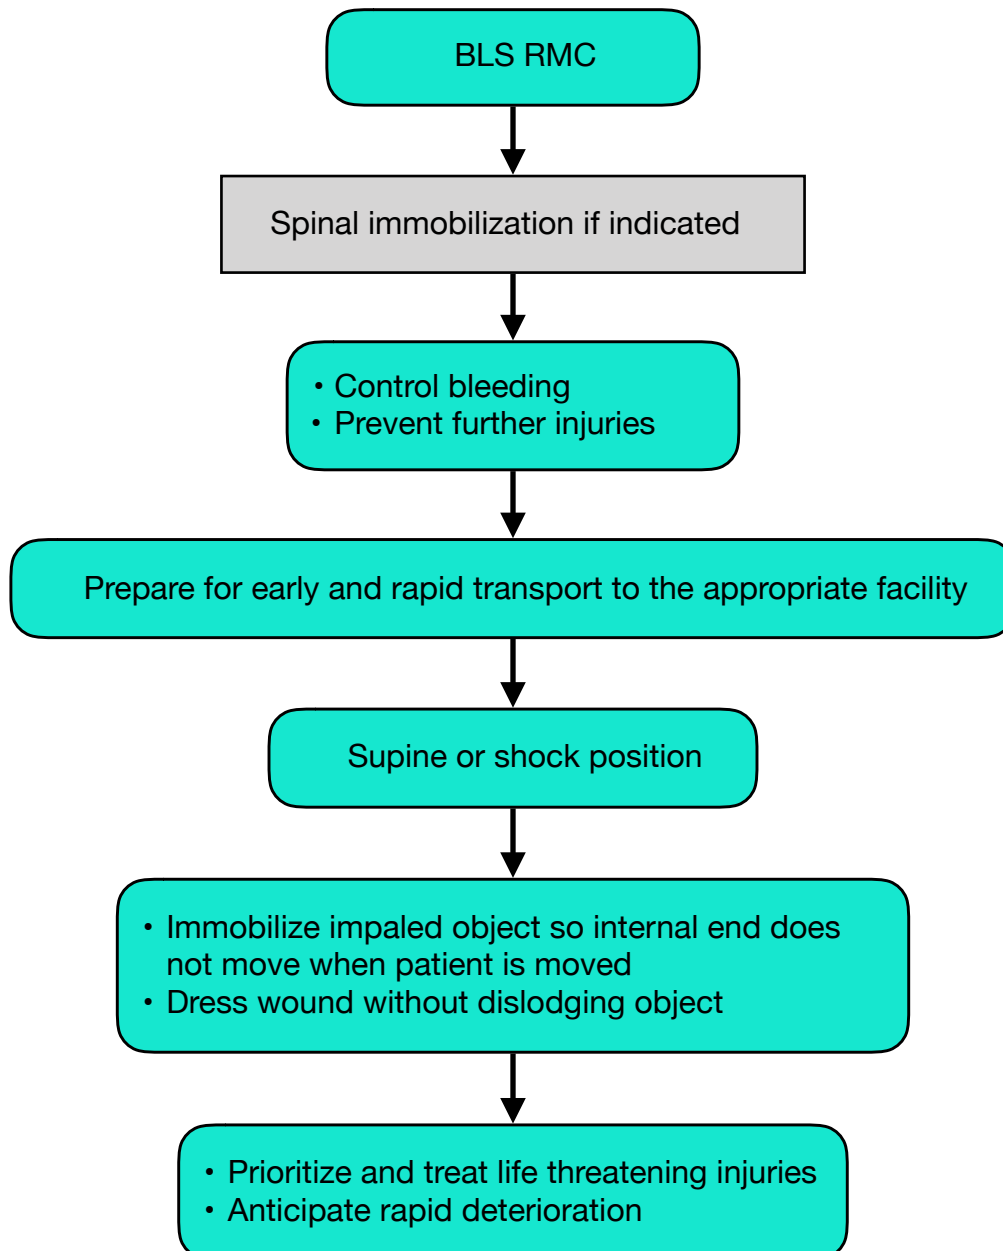 BLS RMC
Spinal immobilization if indicated
• Control bleeding
• Prevent further injuries
Prepare for early and rapid transport to the appropriate facility
Supine or shock position
• Immobilize impaled object so internal end does
not move when patient is moved
• Dress wound without dislodging object
• Prioritize and treat life threatening injuries
• Anticipate rapid deterioration